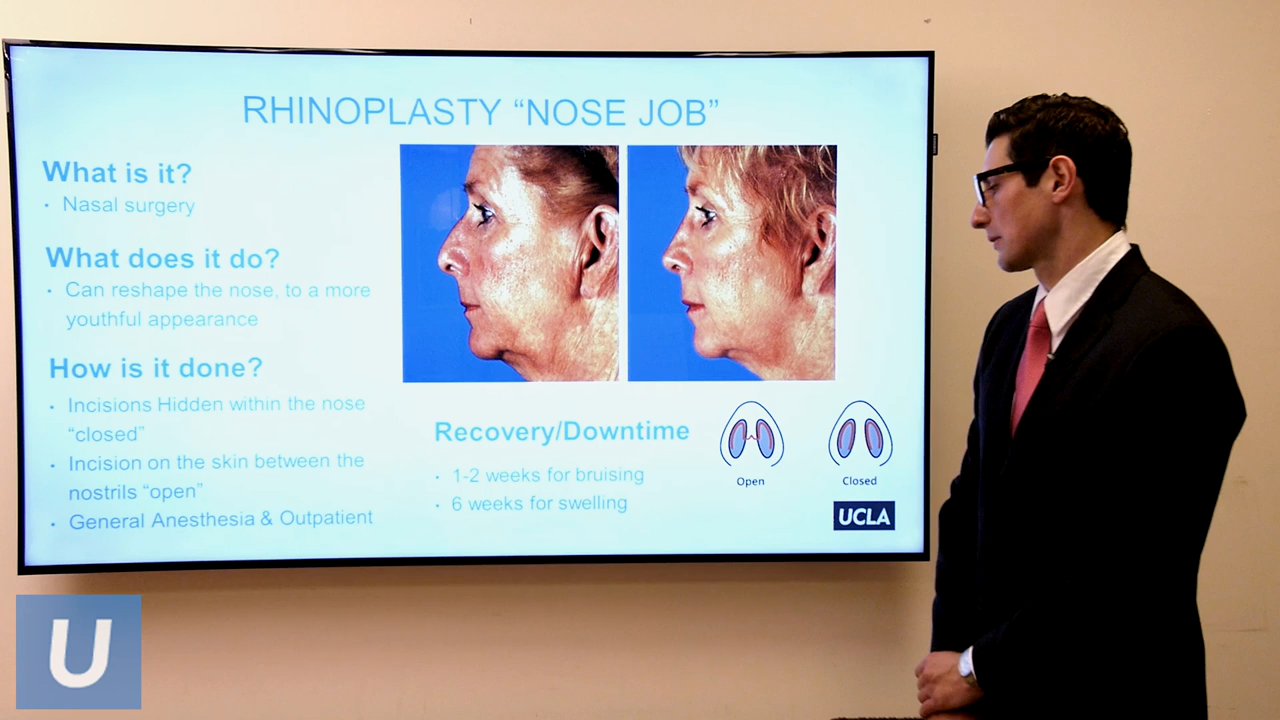 RHINOPLASTY “NOSE JOB”
What is it?
• Nasal surgery
What does it do?
• Can reshape the nose, to a more
youthful appearance
How is it done?
• Incisions Hidden within the nose
“closed”
• Incision on the skin between the
nostrils “open”
• General Anesthesia & Outpatient
Recovery/Downtime
• 1-2 weeks for bruising
• 6 weeks for swelling
Open
Closed
UCLA
U